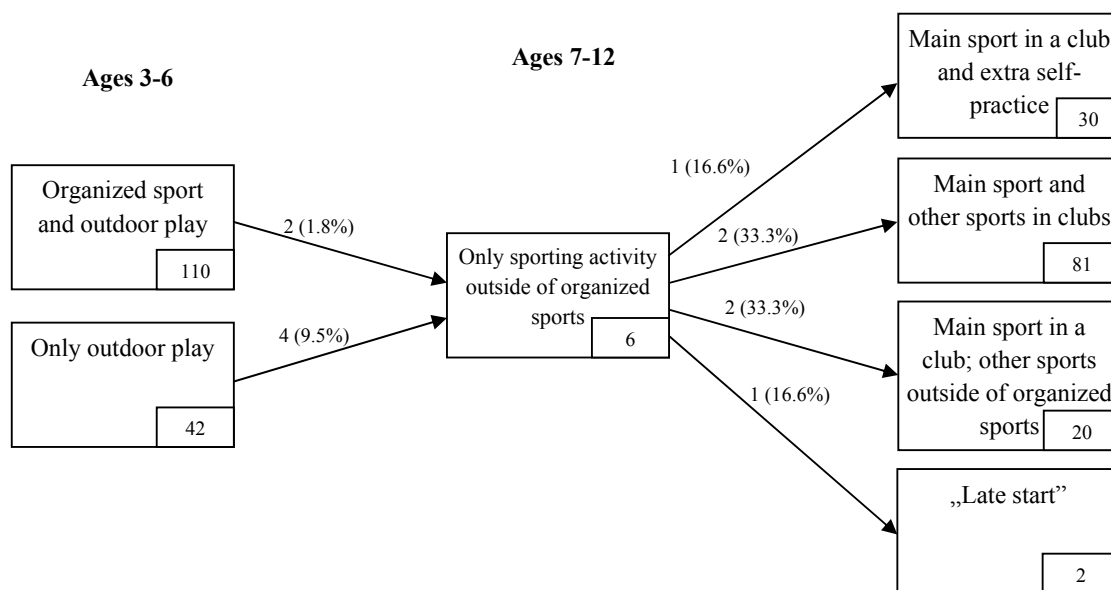 Ages 3-6
Organized sport
and outdoor play
110
Only outdoor play
42
2 (1.8%)
4 (9.5%)
Ages 7-12
Only sporting activity
outside of organized
sports
6
1 (16.6%)
2 (33.3%)
2 (33.3%)
1 (16.6%)
Main sport in a club
and extra self-
practice
30
Main sport and
other sports in clubs
81
Main sport in a
club; other sports
outside of organized
sports
20
„Late start”
2